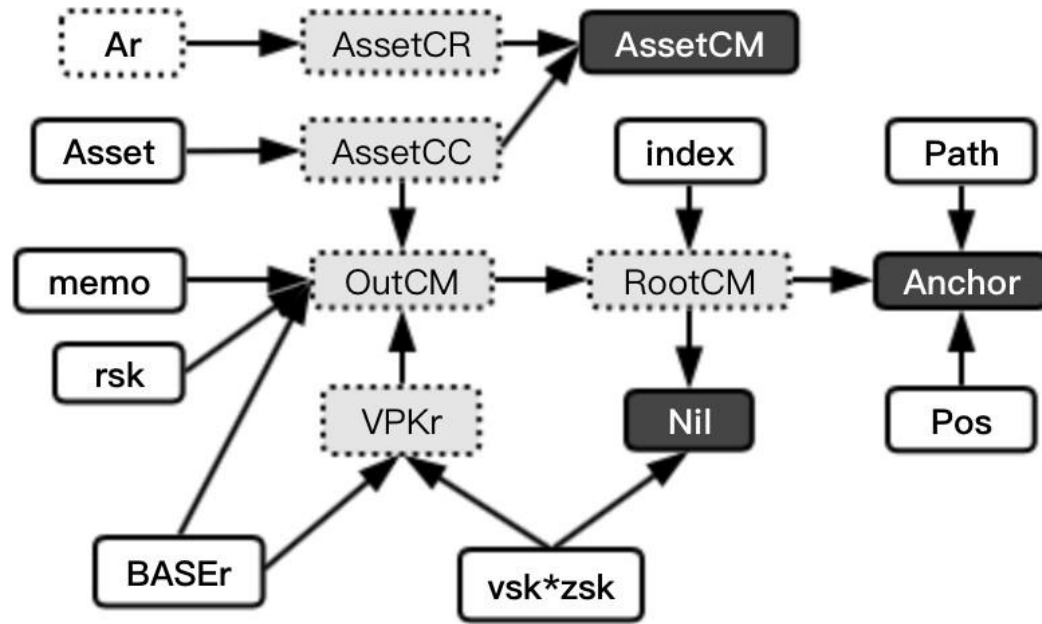 Ar
AssetCR
AssetCM
Asset
AssetCC
index
Path
memo
OutCM
RootCM
Anchor
rsk
VPKr
Nil
Pos
BASEr
vsk*zsk